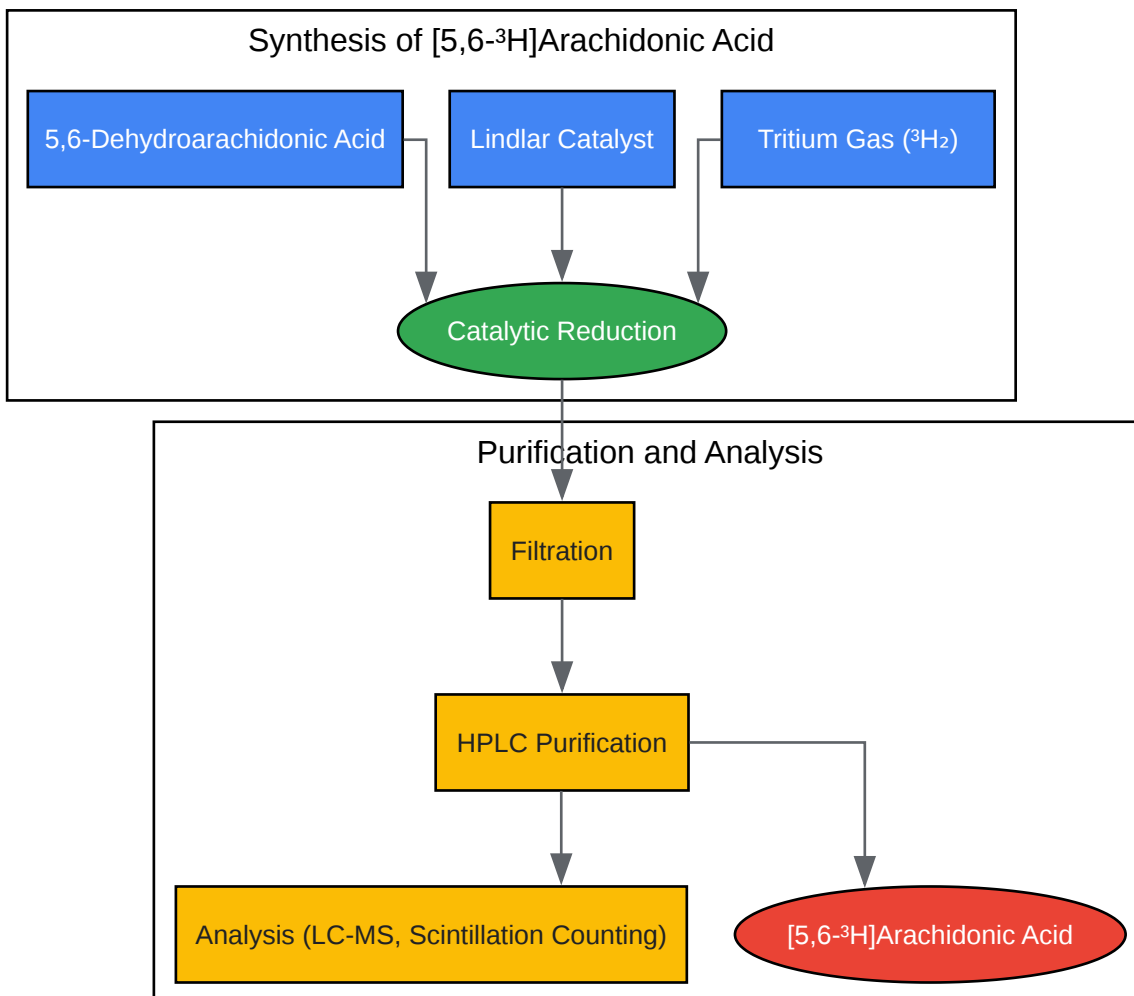 Synthesis of [5,6-³H]Arachidonic Acid
5,6-Dehydroarachidonic Acid
Lindlar Catalyst
Tritium Gas (³H₂)
Catalytic Reduction
Purification and Analysis
Filtration
HPLC Purification
Analysis (LC-MS, Scintillation Counting)
[5,6-³H]Arachidonic Acid